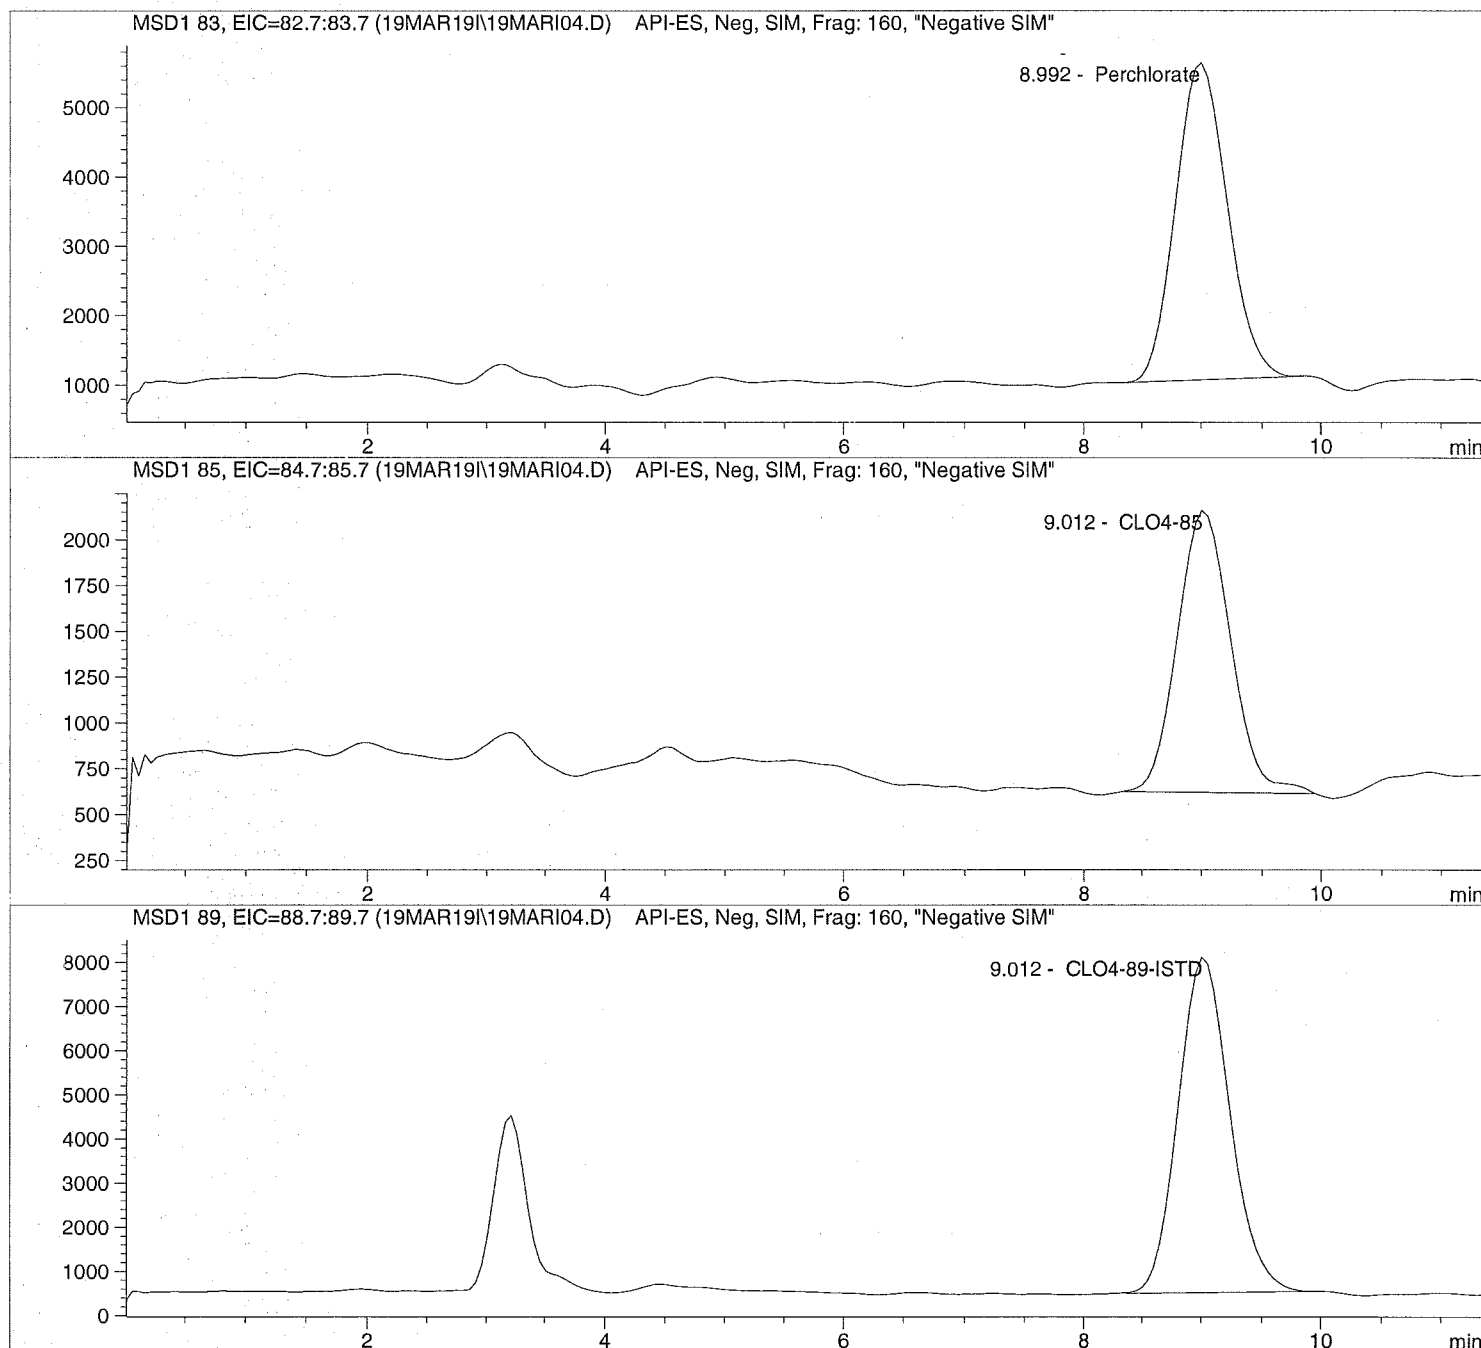 MSD1 83, EIC=82.7:83.7 (19MAR19I\19MARI04.D) API-ES, Neg, SIM, Frag: 160, "Negative SIM"
8.992 - Perchlorate
5000
4000
3000
2000
1000
2 4 6 8 10 min
MSD1 85, EIC=84.7:85.7 (19MAR19I\19MARI04.D) API-ES, Neg, SIM, Frag: 160, "Negative SIM"
9.012 - CLO4-85
2000
1750
1500
1250
1000
750
500
250
2 4 6 8 10 min
MSD1 89, EIC=88.7:89.7 (19MAR19I\19MARI04.D) API-ES, Neg, SIM, Frag: 160, "Negative SIM"
9.012 - CLO4-89-ISTD
8000
7000
6000
5000
4000
3000
2000
1000
0
2 4 6 8 10 min